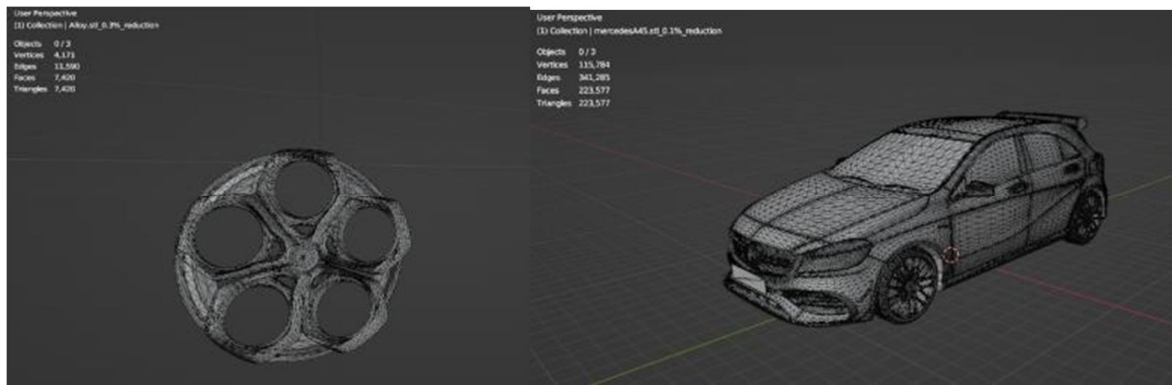 User Perspective
(1) Collection | Alloy.stl_0.3%_reduction
Objects 0/3
Vertices 4,171
Edges 11,590
Faces 7,420
Triangles 7,420
User Perspective
(1) Collection | mercedesA45.stl_0.1%_reduction
Objects 0/3
Vertices 115,784
Edges 341,285
Faces 223,577
Triangles 223,577